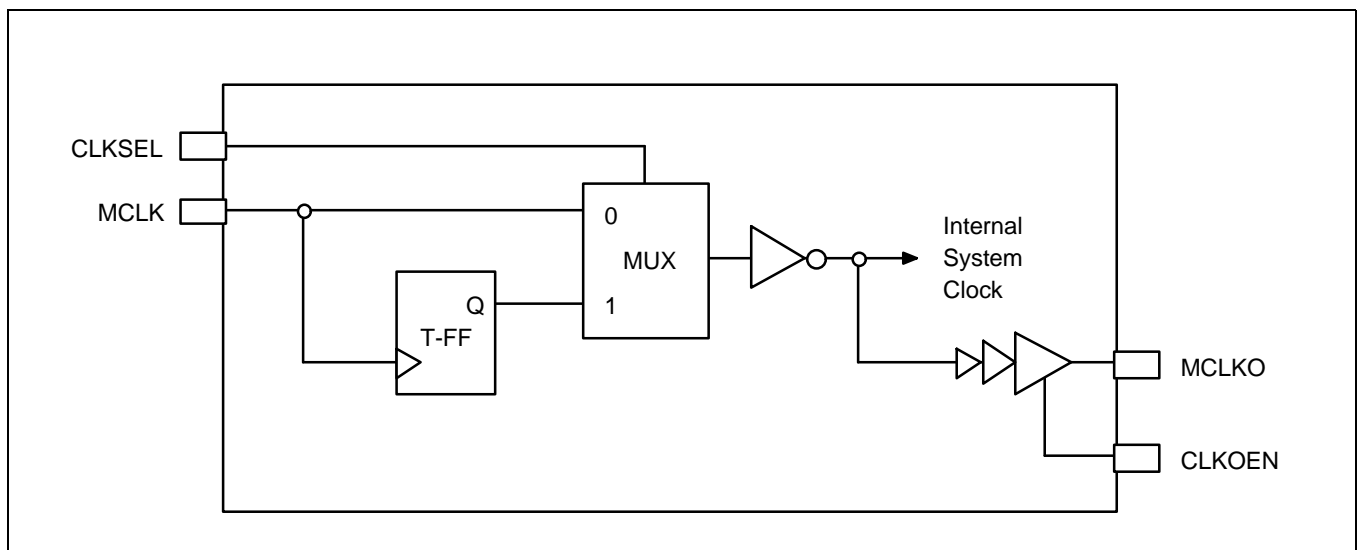 CLKSEL
MCLK
0
MUX
1
Q
T-FF
Internal
System
Clock
MCLKO
CLKOEN